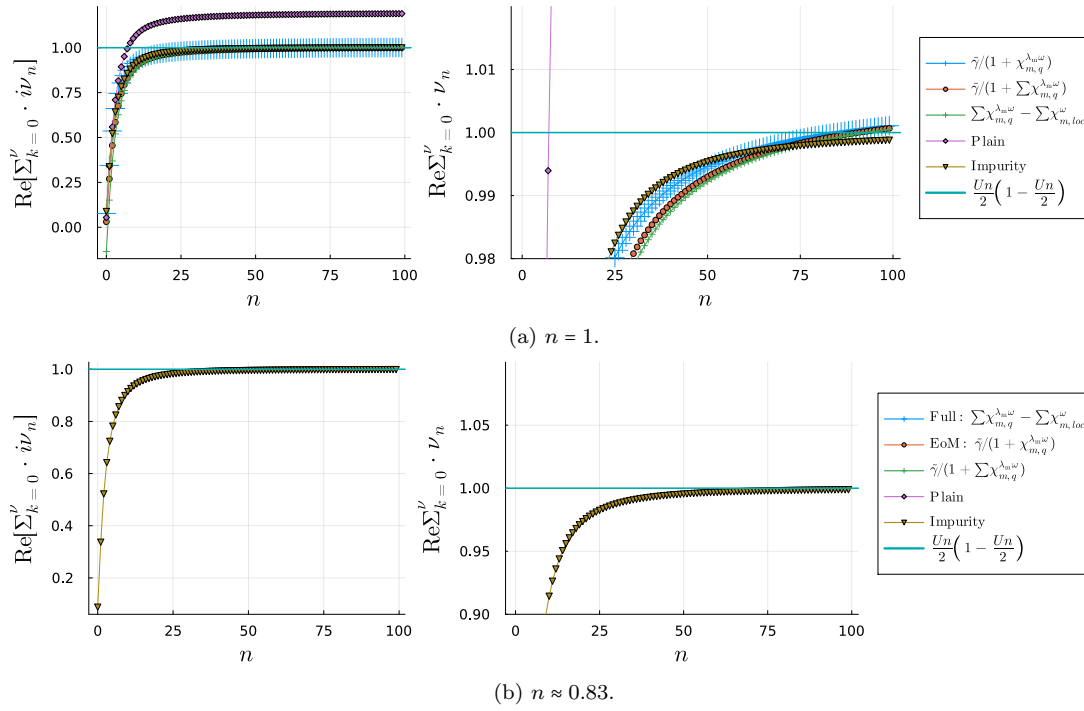 1.00
0.75
0.50
0.25
0.00
0 25 50 75 100
n
Re[Σ^ν_{k=0} · iν_n]
1.01
1.00
0.99
0.98
0 25 50 75 100
n
ReΣ^ν_{k=0} · ν_n
γ̃/(1 + χ^{λ_m ω}_{m,q})
γ̃/(1 + ∑χ^{λ_m ω}_{m,q})
∑χ^{λ_m ω}_{m,q} − ∑χ^ω_{m,loc}
Plain
Impurity
Un/2(1 − Un/2)
(a) n = 1.
1.0
0.8
0.6
0.4
0.2
0 25 50 75 100
n
Re[Σ^ν_{k=0} · iν_n]
1.05
1.00
0.95
0.90
0 25 50 75 100
n
ReΣ^ν_{k=0} · ν_n
Full: ∑χ^{λ_m ω}_{m,q} − ∑χ^ω_{m,loc}
EoM: γ̃/(1 + χ^{λ_m ω}_{m,q})
γ̃/(1 + ∑χ^{λ_m ω}_{m,q})
Plain
Impurity
Un/2(1 − Un/2)
(b) n ≈ 0.83.